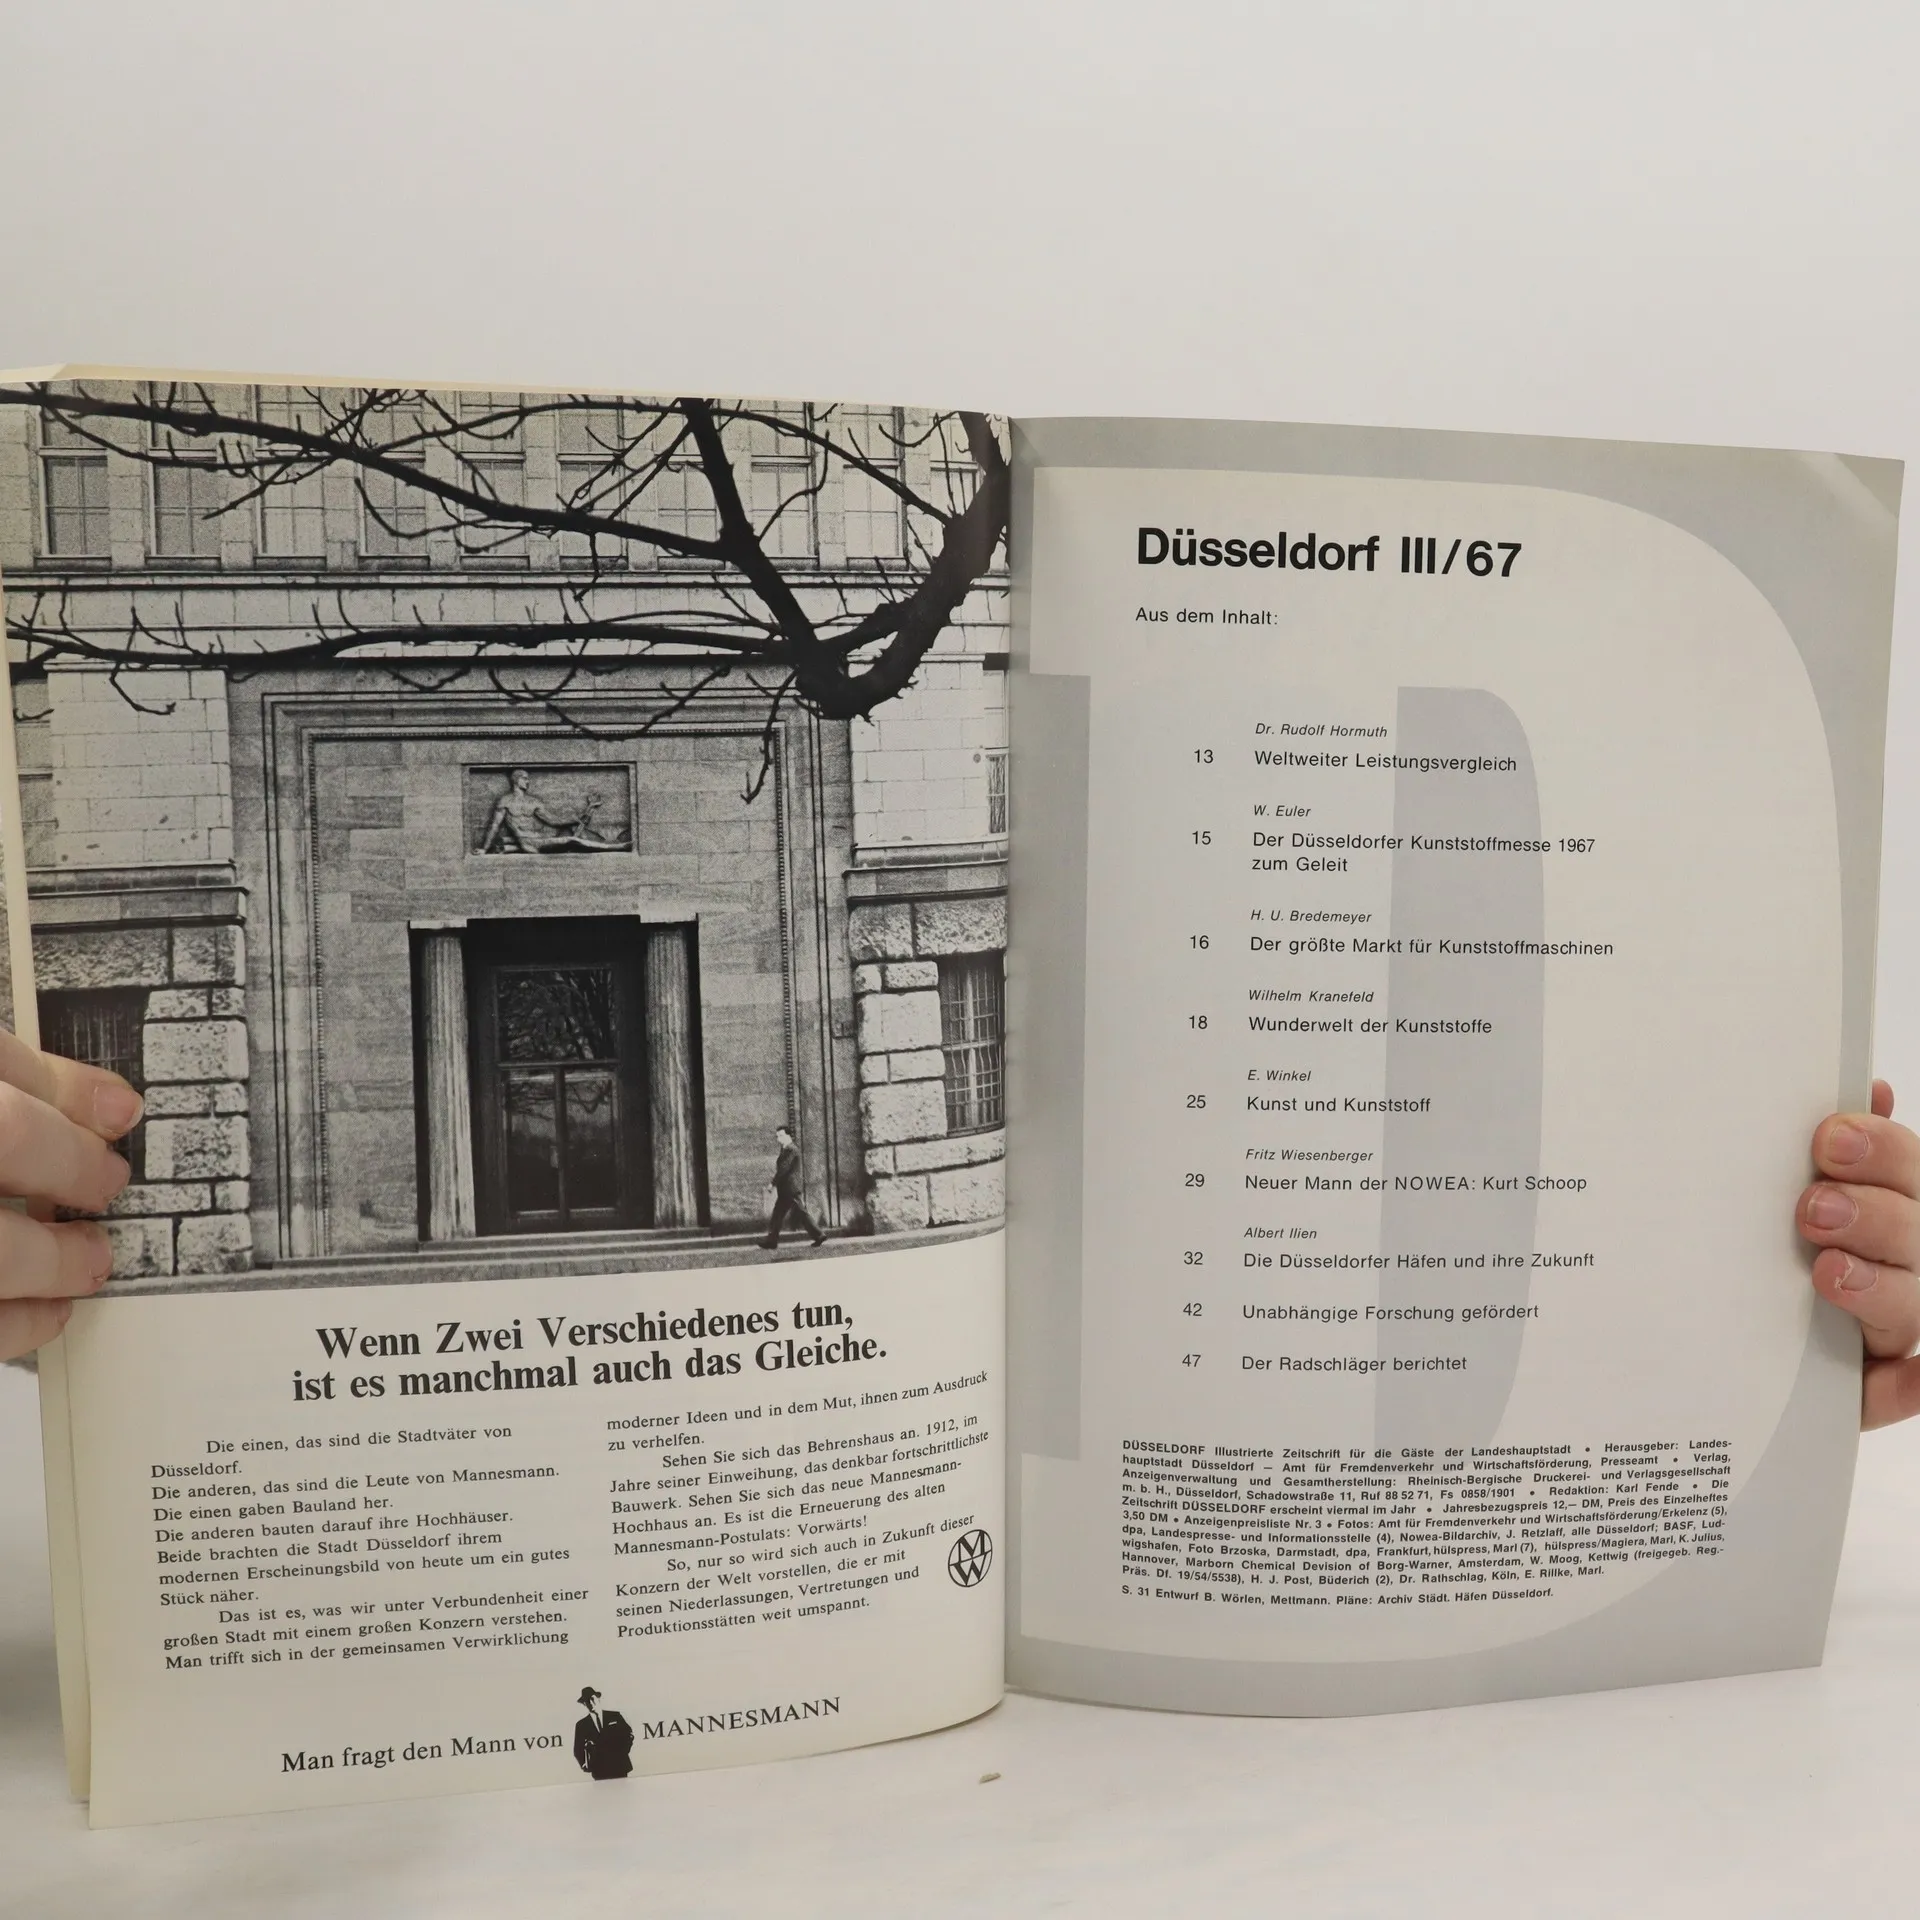 Wenn Zwei Verschiedenes tun,
ist es manchmal auch das Gleiche.
Die einen, das sind die Stadtväter von
Düsseldorf.
Die anderen, das sind die Leute von Mannesmann.
Die einen gaben Bauland her.
Die anderen bauten darauf ihre Hochhäuser.
Beide brachten die Stadt Düsseldorf ihrem
modernen Erscheinungsbild von heute um ein gutes
Stück näher.
Das ist es, was wir unter Verbundenheit einer
großen Stadt mit einem großen Konzern verstehen.
Man trifft sich in der gemeinsamen Verwirklichung
moderner Ideen und in dem Mut, ihnen zum Ausdruck
zu verhelfen.
Sehen Sie sich das Behrenshaus an. 1912, im
Jahre seiner Einweihung, das denkbar fortschrittlichste
Bauwerk. Sehen Sie sich das neue Mannesmann-
Hochhaus an. Es ist die Erneuerung des alten
Mannesmann-Postulats: Vorwärts!
So, nur so wird sich auch in Zukunft dieser
Konzern der Welt vorstellen, die er mit
seinen Niederlassungen, Vertretungen und
Produktionsstätten weit umspannt.
MW
Man fragt den Mann von MANNESMANN
Düsseldorf III/67
Aus dem Inhalt:
Dr. Rudolf Hormuth
13 Weltweiter Leistungsvergleich
W. Euler
15 Der Düsseldorfer Kunststoffmesse 1967
zum Geleit
H. U. Bredemeyer
16 Der größte Markt für Kunststoffmaschinen
Wilhelm Kranefeld
18 Wunderwelt der Kunststoffe
E. Winkel
25 Kunst und Kunststoff
Fritz Wiesenberger
29 Neuer Mann der NOWEA: Kurt Schoop
Albert Ilien
32 Die Düsseldorfer Häfen und ihre Zukunft
42 Unabhängige Forschung gefördert
47 Der Radschläger berichtet
DÜSSELDORF Illustrierte Zeitschrift für die Gäste der Landeshauptstadt • Herausgeber: Landes-
hauptstadt Düsseldorf — Amt für Fremdenverkehr und Wirtschaftsförderung, Presseamt • Verlag,
Anzeigenverwaltung und Gesamtherstellung: Rheinisch-Bergische Druckerei- und Verlagsgesellschaft
m. b. H., Düsseldorf, Schadowstraße 11, Ruf 88 52 71, Fs 0858/1901 • Redaktion: Karl Fende • Die
Zeitschrift DÜSSELDORF erscheint viermal im Jahr • Jahresbezugspreis 12,— DM, Preis des Einzelheftes
3,50 DM • Anzeigenpreisliste Nr. 3 • Fotos: Amt für Fremdenverkehr und Wirtschaftsförderung/Erkelenz (5),
dpa, Landespresse- und Informationsstelle (4), Nowea-Bildarchiv, J. Retzlaff, alle Düsseldorf; BASF, Lud-
wigshafen, Foto Brzoska, Darmstadt, dpa, Frankfurt, hülspress, Marl (7), hülspress/Magiera, Marl, K. Julius,
Hannover, Marborn Chemical Devision of Borg-Warner, Amsterdam, W. Moog, Kettwig (freigegeb. Reg.-
Präs. Df. 19/54/5538), H. J. Post, Büderich (2), Dr. Rathschlag, Köln, E. Rillke, Marl.
S. 31 Entwurf B. Wörlen, Mettmann. Pläne: Archiv Städt. Häfen Düsseldorf.